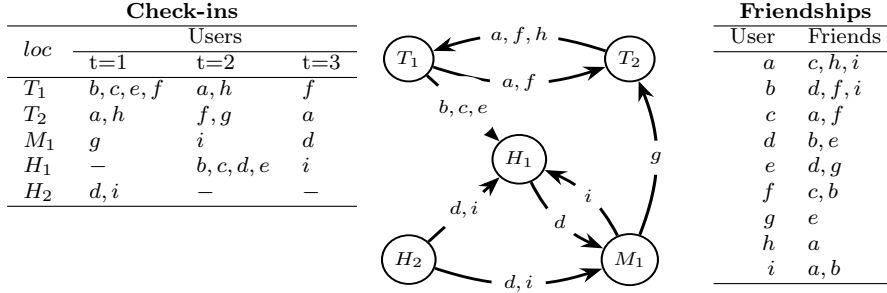 Check-ins
loc Users
t=1 t=2 t=3
T₁ b, c, e, f a, h f
T₂ a, h f, g a
M₁ g i d
H₁ − b, c, d, e i
H₂ d, i − −
T₁ a, f, h T₂
a, f
b, c, e
H₁
g
d, i i
d
H₂ M₁
d, i
Friendships
User Friends
a c, h, i
b d, f, i
c a, f
d b, e
e d, g
f c, b
g e
h a
i a, b